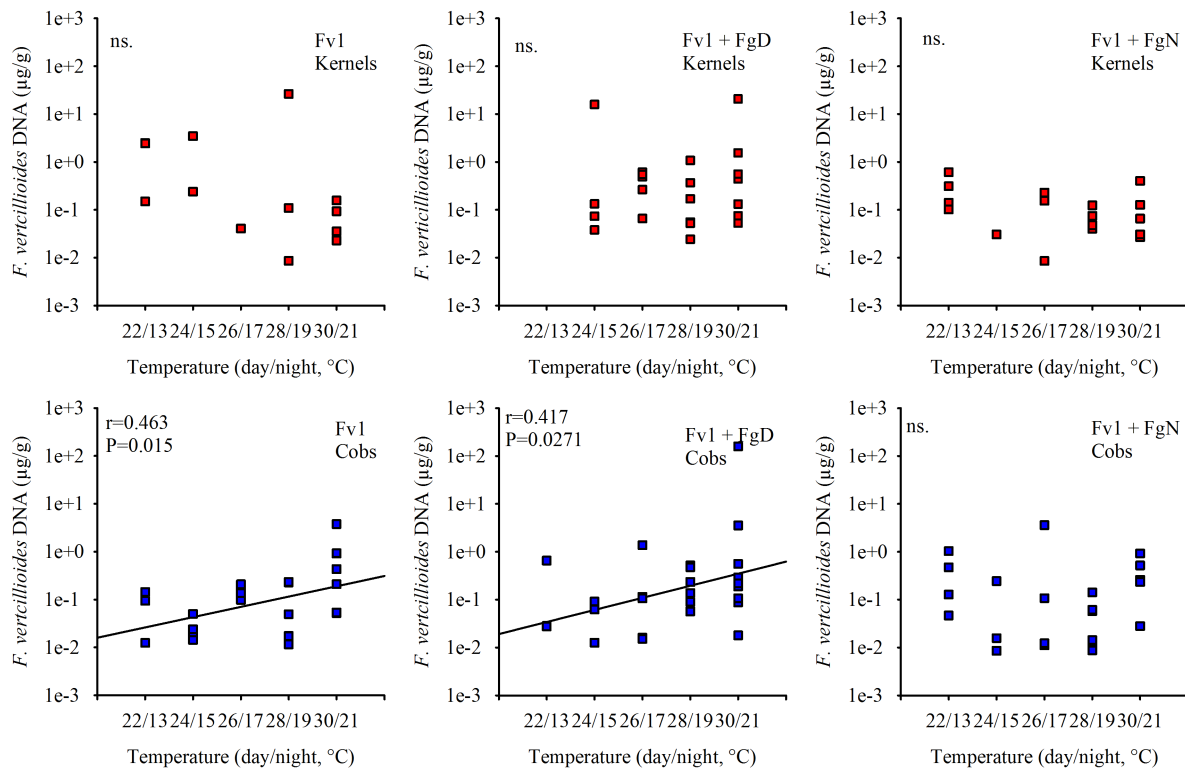 F. vertcillioides DNA (µg/g)
1e+3
1e+2
1e+1
1e+0
1e-1
1e-2
1e-3
ns.
Fv1
Kernels
22/13 24/15 26/17 28/19 30/21
Temperature (day/night, °C)
F. verticillioides DNA (µg/g)
1e+3
1e+2
1e+1
1e+0
1e-1
1e-2
1e-3
ns.
Fv1 + FgD
Kernels
22/13 24/15 26/17 28/19 30/21
Temperature (day/night, °C)
F. vertcillioides DNA (µg/g)
1e+3
1e+2
1e+1
1e+0
1e-1
1e-2
1e-3
ns.
Fv1 + FgN
Kernels
22/13 24/15 26/17 28/19 30/21
Temperature (day/night, °C)
F. vertcillioides DNA (µg/g)
1e+3
1e+2
1e+1
1e+0
1e-1
1e-2
1e-3
r=0.463
P=0.015
Fv1
Cobs
22/13 24/15 26/17 28/19 30/21
Temperature (day/night, °C)
F. vertcillioides DNA (µg/g)
1e+3
1e+2
1e+1
1e+0
1e-1
1e-2
1e-3
r=0.417
P=0.0271
Fv1 + FgD
Cobs
22/13 24/15 26/17 28/19 30/21
Temperature (day/night, °C)
F. vertcillioides DNA (µg/g)
1e+3
1e+2
1e+1
1e+0
1e-1
1e-2
1e-3
ns.
Fv1 + FgN
Cobs
22/13 24/15 26/17 28/19 30/21
Temperature (day/night, °C)